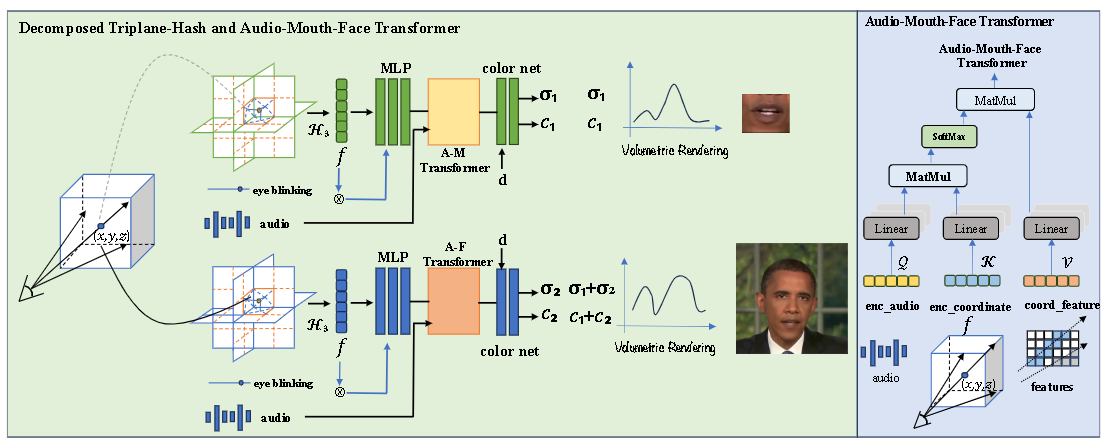 Decomposed Triplane-Hash and Audio-Mouth-Face Transformer
MLP
color net
σ1
C1
σ1
C1
ℋ3
f
A-M
Transformer
d
Volumetric Rendering
eye blinking
⊗
audio
(x,y,z)
MLP
A-F
Transformer
d
σ2
C2
σ1+σ2
C1+C2
ℋ3
f
color net
Volumetric Rendering
eye blinking
⊗
audio
Audio-Mouth-Face Transformer
Audio-Mouth-Face
Transformer
MatMul
SoftMax
MatMul
Linear
Linear
Linear
Q
K
V
enc_audio
enc_coordinate
coord_feature
f
audio
(x,y,z)
features